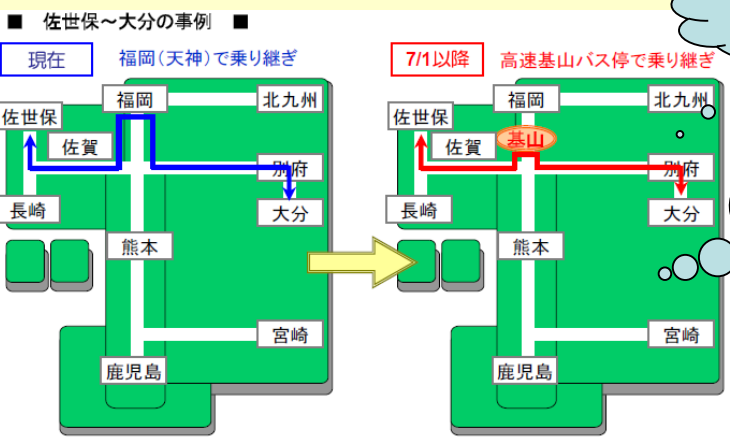 ■ 佐世保～大分の事例 ■
現在
福岡（天神）で乗り継ぎ
福岡
北九州
佐世保
佐賀
別府
長崎
大分
熊本
宮崎
鹿児島
7/1以降
高速基山バス停で乗り継ぎ
福岡
北九州
佐世保
基山
佐賀
別府
長崎
大分
熊本
宮崎
鹿児島